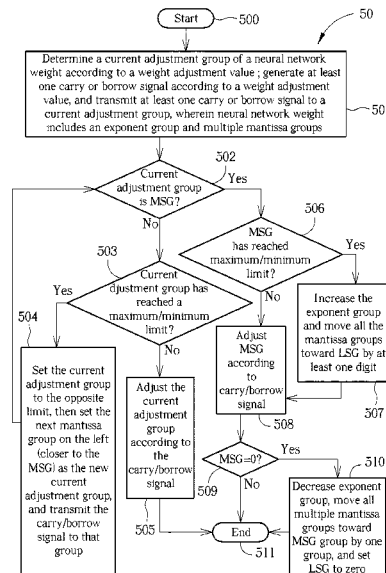 Start
500
50
Determine a current adjustment group of a neural network
weight according to a weight adjustment value ; generate at least
one carry or borrow signal according to a weight adjustment
value, and transmit at least one carry or borrow signal to a
current adjustment group, wherein neural network weight
includes an exponent group and multiple mantissa groups
50
502
Current
adjustment group
is MSG?
Yes
No
506
MSG
has reached
maximum/minimum
limit?
Yes
No
503
Current
djustment group has
reached a
maximum/minimum
limit?
Yes
No
504
Set the current
adjustment group
to the opposite
limit, then set the
next mantissa
group on the left
(closer to the
MSG) as the new
current adjustment
group, and
transmit the
carry/borrow
signal to that
group
Adjust the
current
adjustment
group
according to
the
carry/borrow
signal
505
Adjust
MSG
according
to
carry/borrow
signal
508
Increase the
exponent group
and move all the
mantissa groups
toward LSG by at
least one digit
507
MSG=0?
509
Yes
No
510
Decrease exponent
group, move all
multiple mantissa
groups toward
MSG group by one
group, and set
LSG to zero
End
511